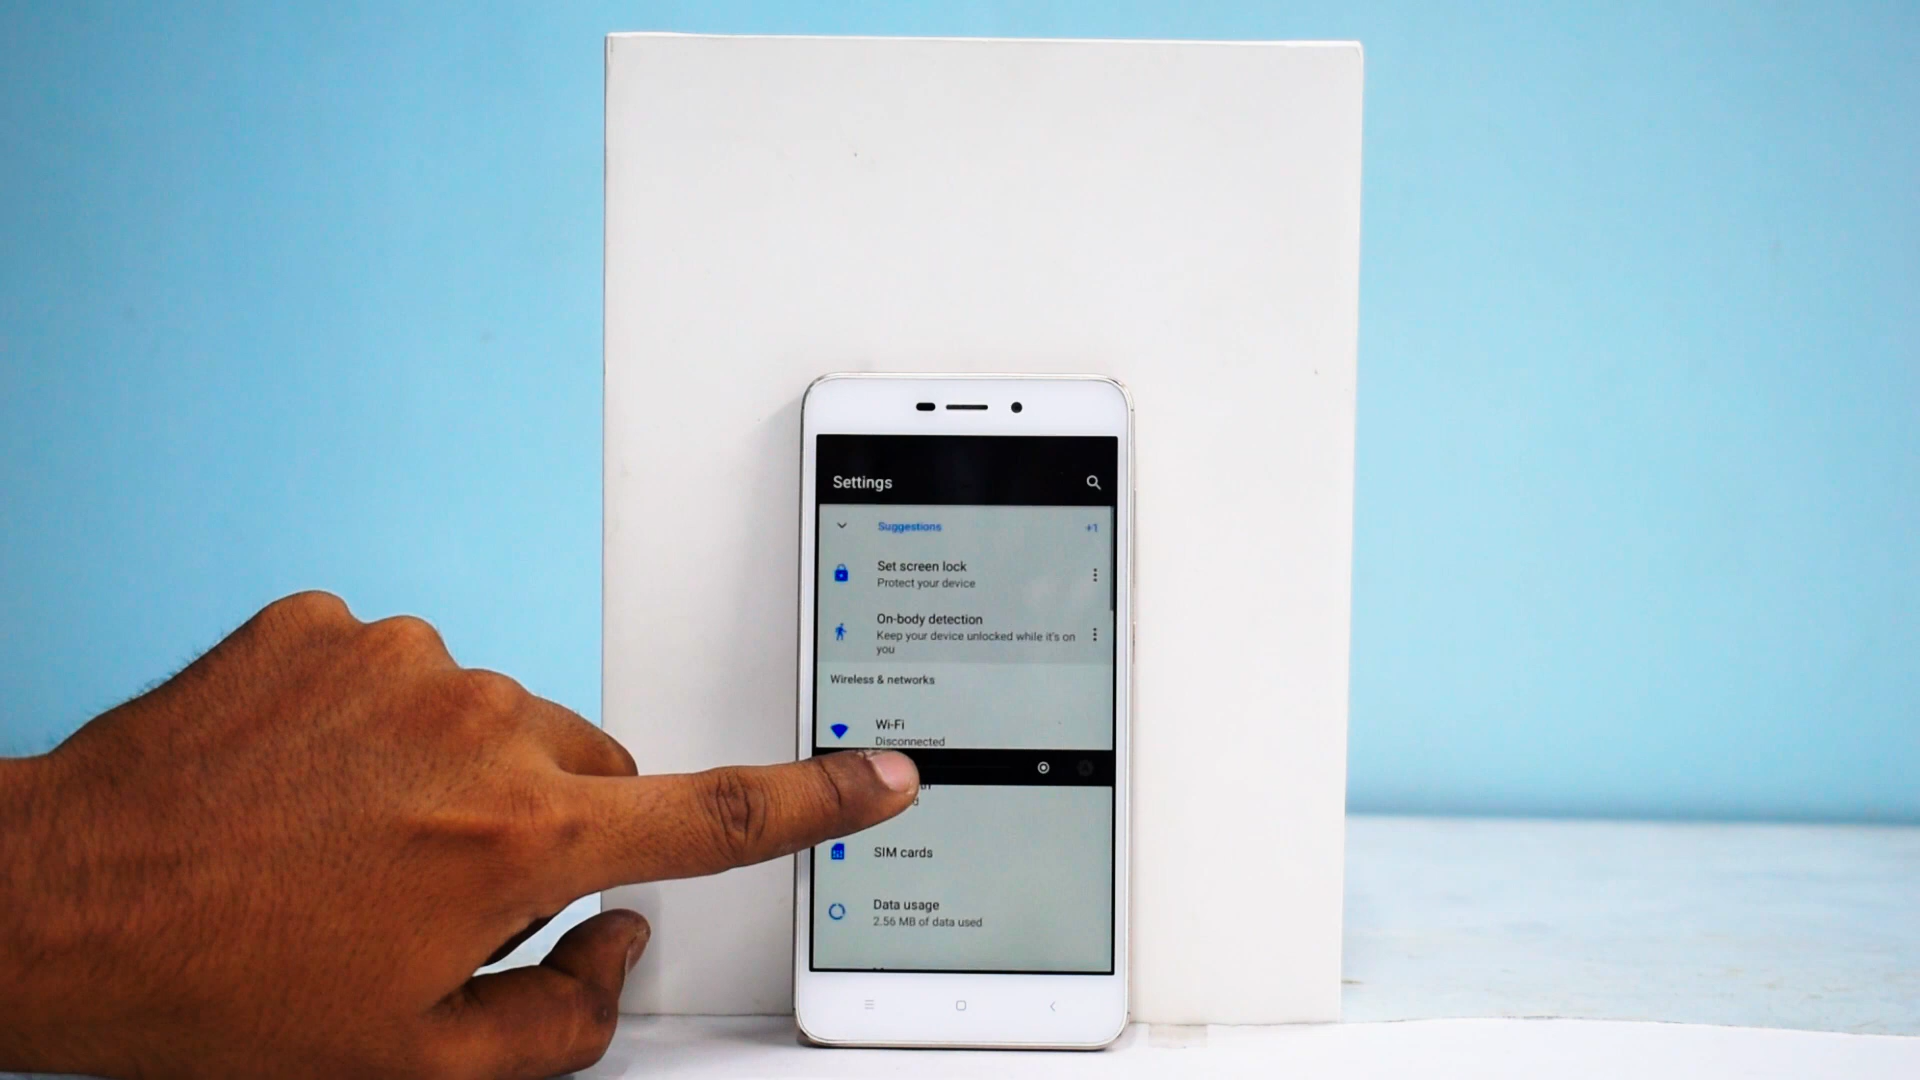 Settings
Suggestions
+1
Set screen lock
Protect your device
On-body detection
Keep your device unlocked while it's on
you
Wireless & networks
Wi-Fi
Disconnected
SIM cards
Data usage
2.56 MB of data used